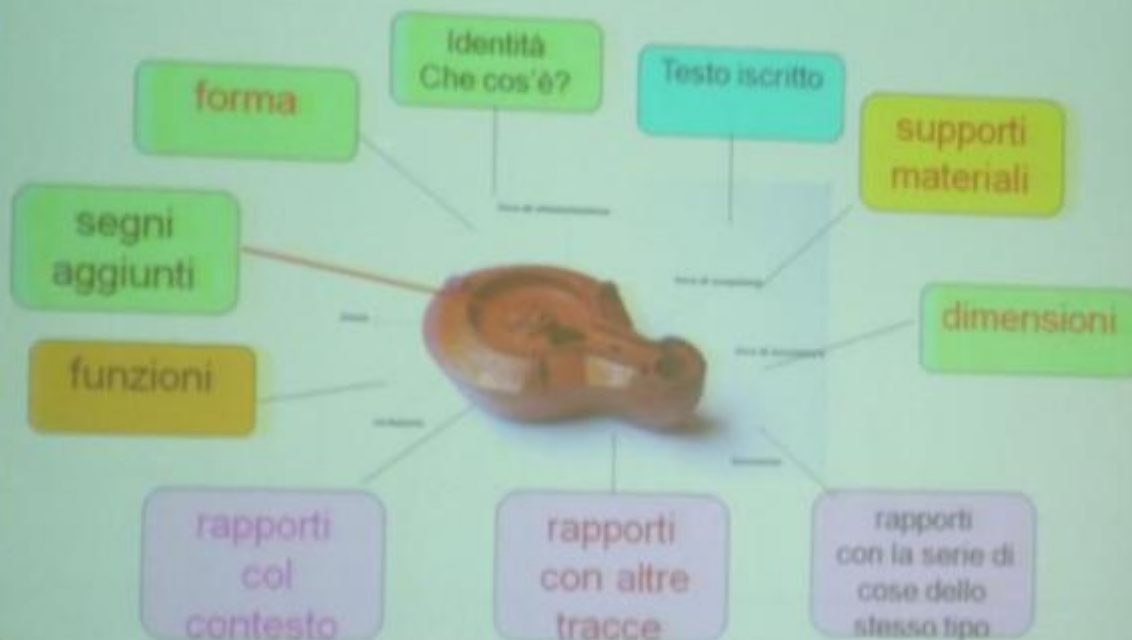 Identità
Che cos'è?
forma
Testo iscritto
supporti
materiali
segni
aggiunti
dimensioni
funzioni
rapporti
col
contesto
rapporti
con altre
tracce
rapporti
con la serie di
cose dello
stesso tipo